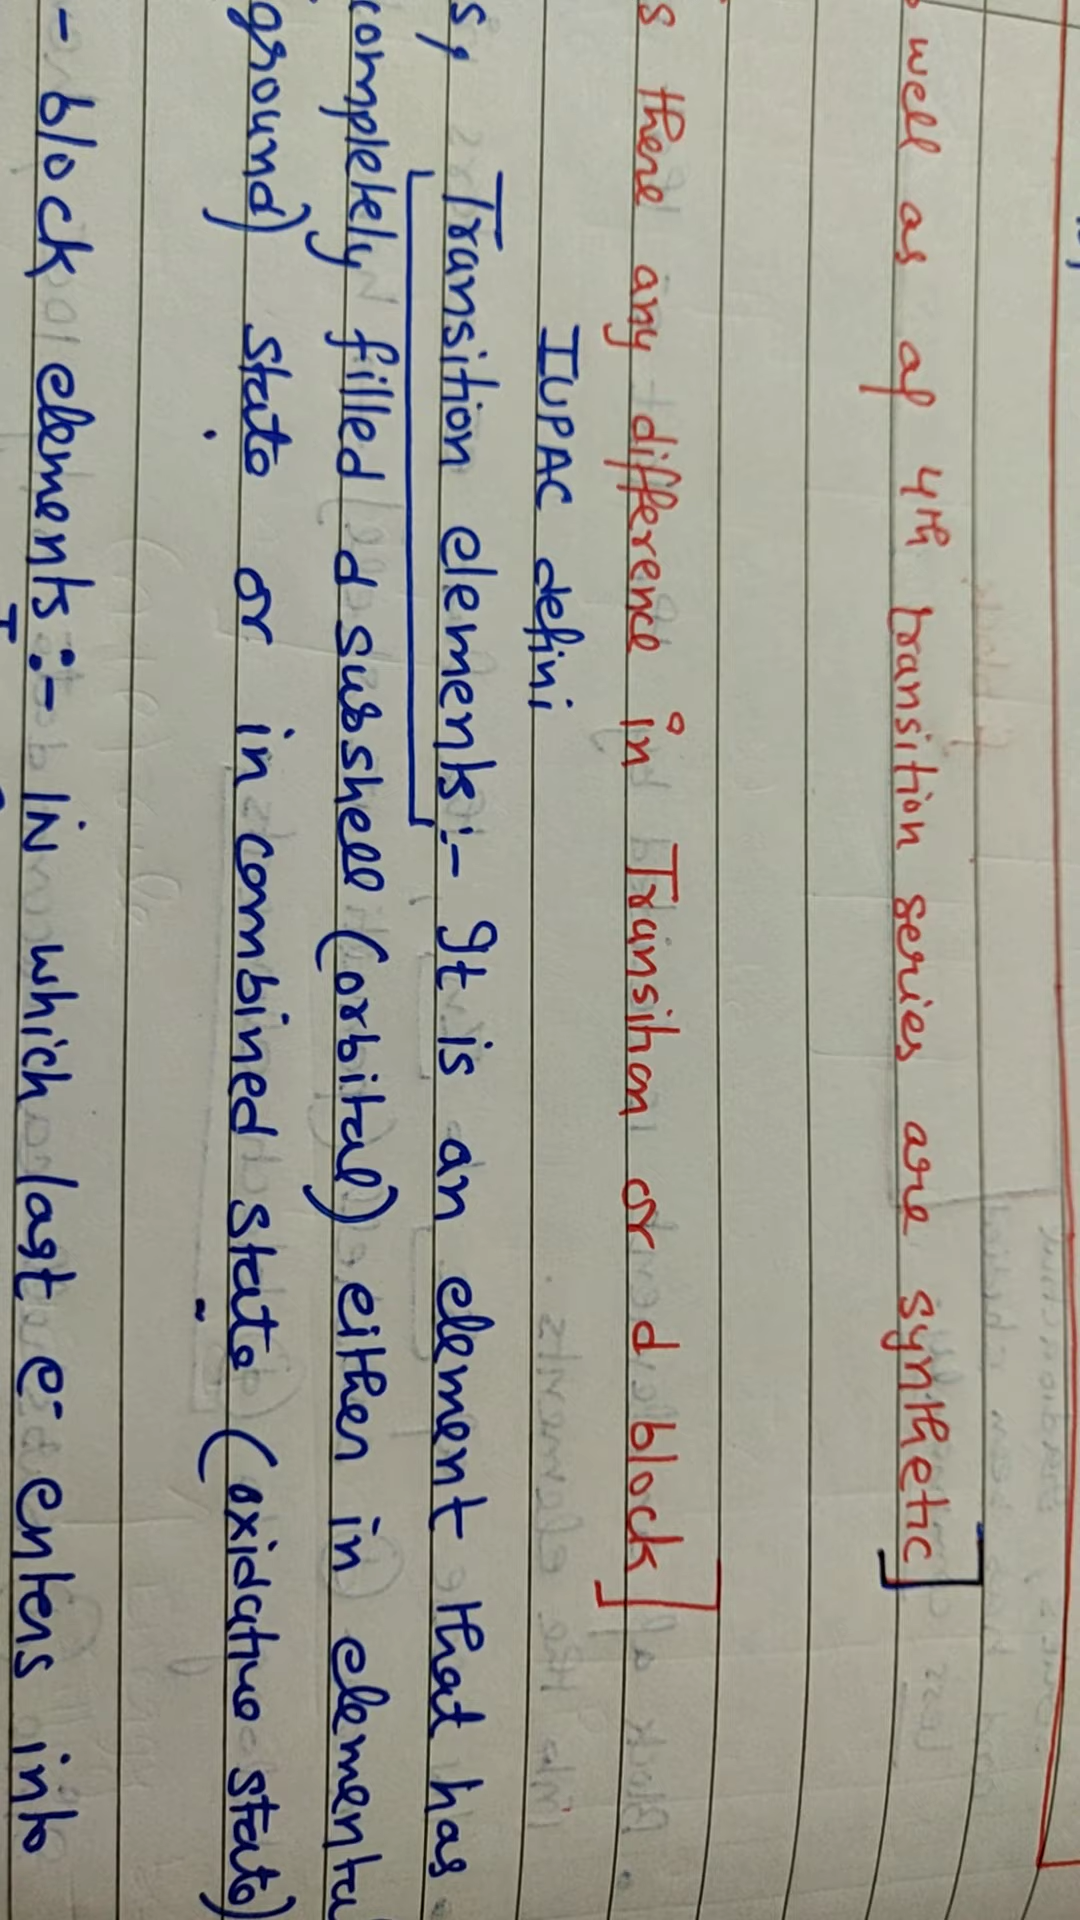 well as of 4th transition series are synthetic]
s there any difference in Transition or d block]
IUPAC defini
s, Transition elements:- It is an element that has
completely filled d subshell (orbital) either in elementa
ground) state or in combined state (oxidative state)
- block elements :- IN which last e- enters into